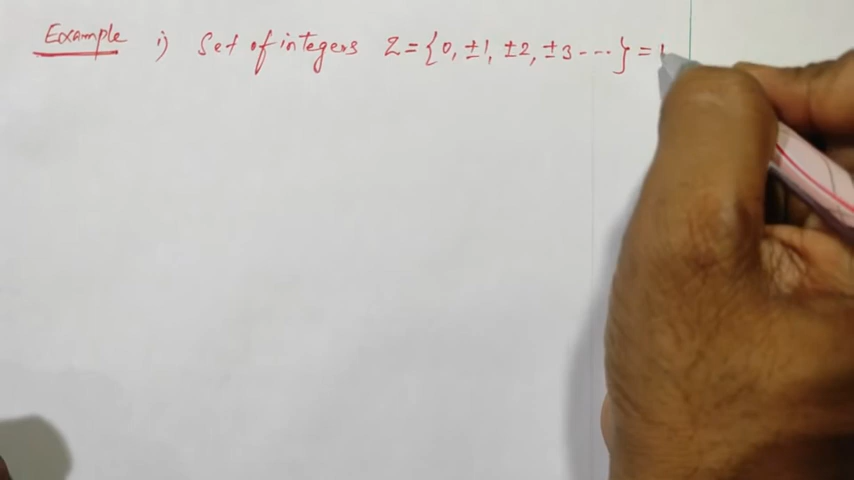 Example i) Set of integers Z = {0, ±1, ±2, ±3 ---} =